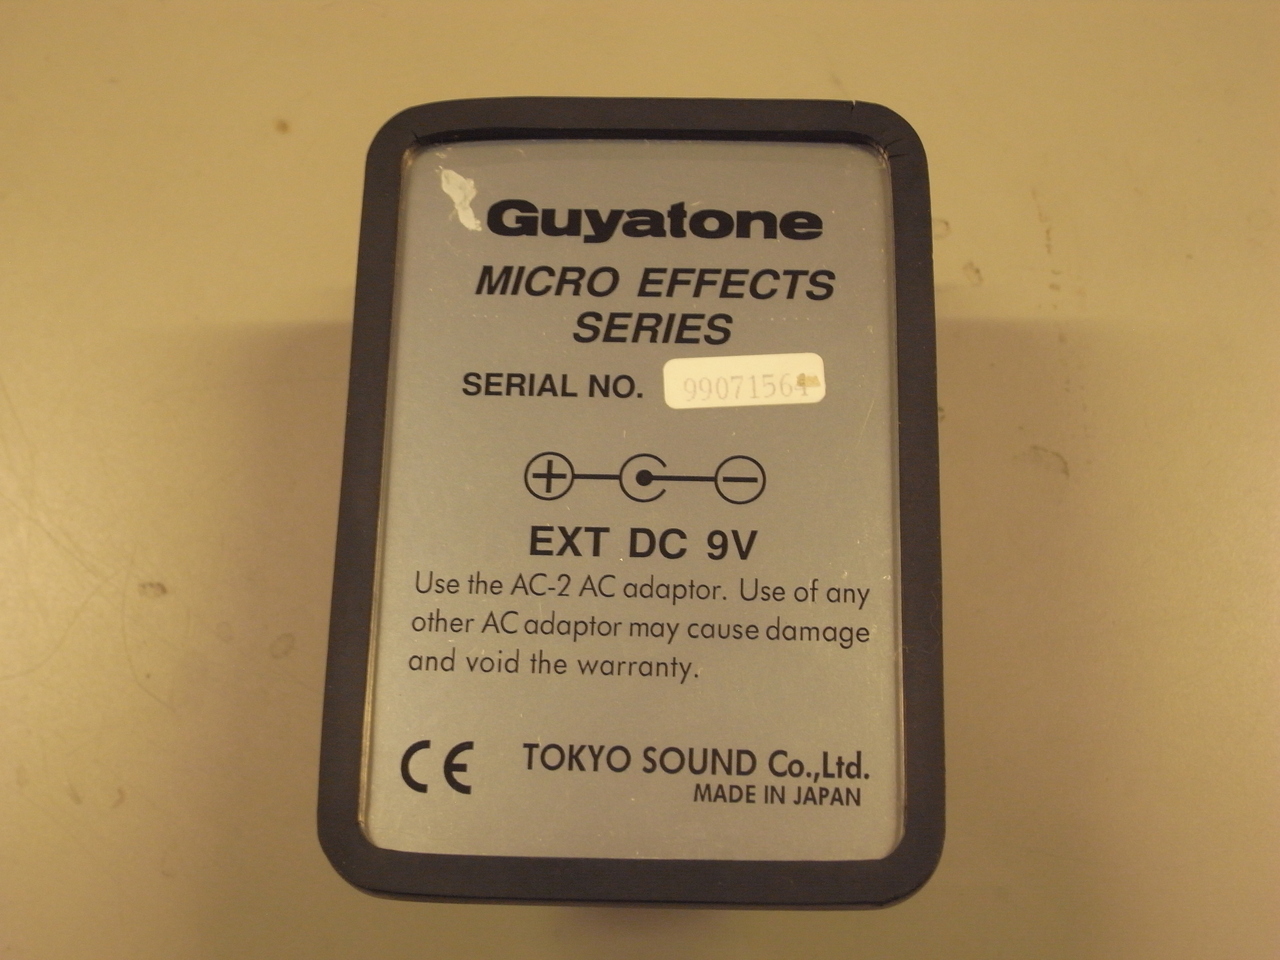 Guyatone
MICRO EFFECTS
SERIES
SERIAL NO. 99071564
EXT DC 9V
Use the AC-2 AC adaptor. Use of any
other AC adaptor may cause damage
and void the warranty.
CE TOKYO SOUND Co.,Ltd.
MADE IN JAPAN